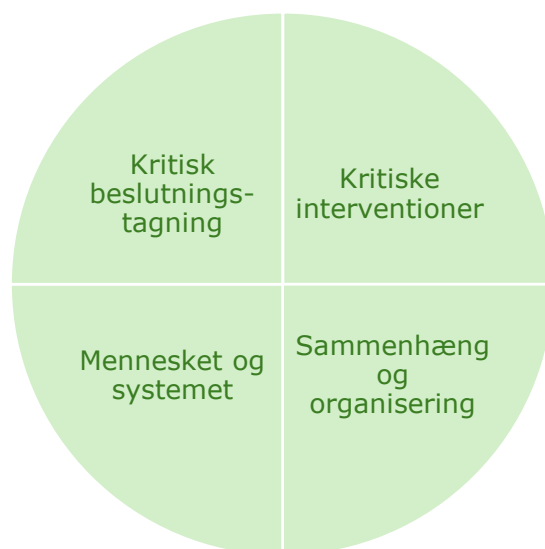 Kritisk
beslutnings-
tagning
Kritiske
interventioner
Mennesket og
systemet
Sammenhæng
og
organisering